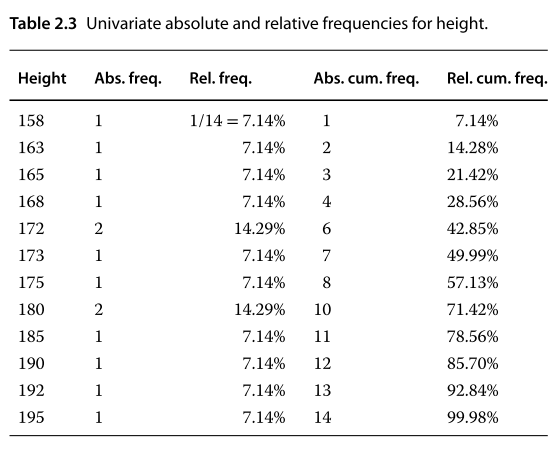 Table 2.3 Univariate absolute and relative frequencies for height.
Height Abs. freq. Rel. freq. Abs. cum. freq. Rel. cum. freq.
158 1 1/14 = 7.14% 1 7.14%
163 1 7.14% 2 14.28%
165 1 7.14% 3 21.42%
168 1 7.14% 4 28.56%
172 2 14.29% 6 42.85%
173 1 7.14% 7 49.99%
175 1 7.14% 8 57.13%
180 2 14.29% 10 71.42%
185 1 7.14% 11 78.56%
190 1 7.14% 12 85.70%
192 1 7.14% 13 92.84%
195 1 7.14% 14 99.98%